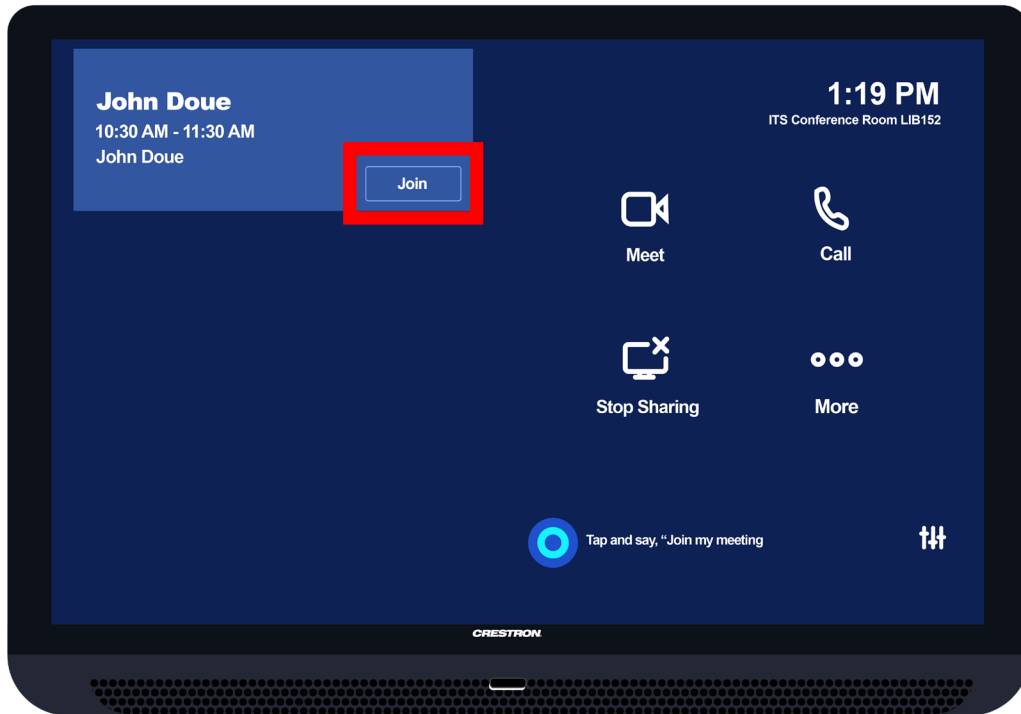 John Doue
10:30 AM - 11:30 AM
John Doue
Join
1:19 PM
ITS Conference Room LIB152
Meet
Call
Stop Sharing
More
Tap and say, “Join my meeting
CRESTRON